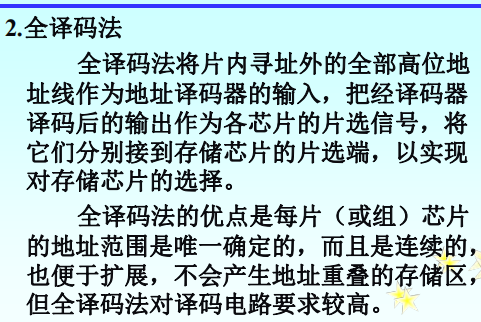 2.全译码法
全译码法将片内寻址外的全部高位地
址线作为地址译码器的输入，把经译码器
译码后的输出作为各芯片的片选信号，将
它们分别接到存储芯片的片选端，以实现
对存储芯片的选择。
全译码法的优点是每片（或组）芯片
的地址范围是唯一确定的，而且是连续的，
也便于扩展，不会产生地址重叠的存储区，
但全译码法对译码电路要求较高。